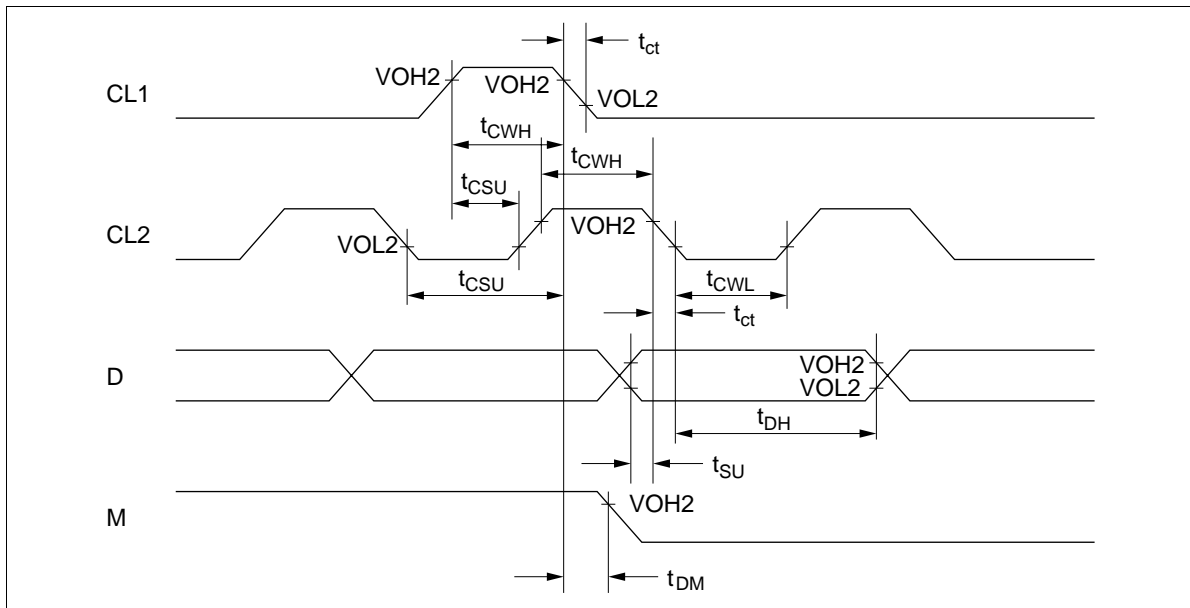 tct
VOH2
VOH2
CL1
VOL2
tCWH
tCWH
tCSU
CL2
VOH2
VOL2
tCSU
tCWL
tct
D
VOH2
VOL2
tDH
tSU
M
VOH2
tDM